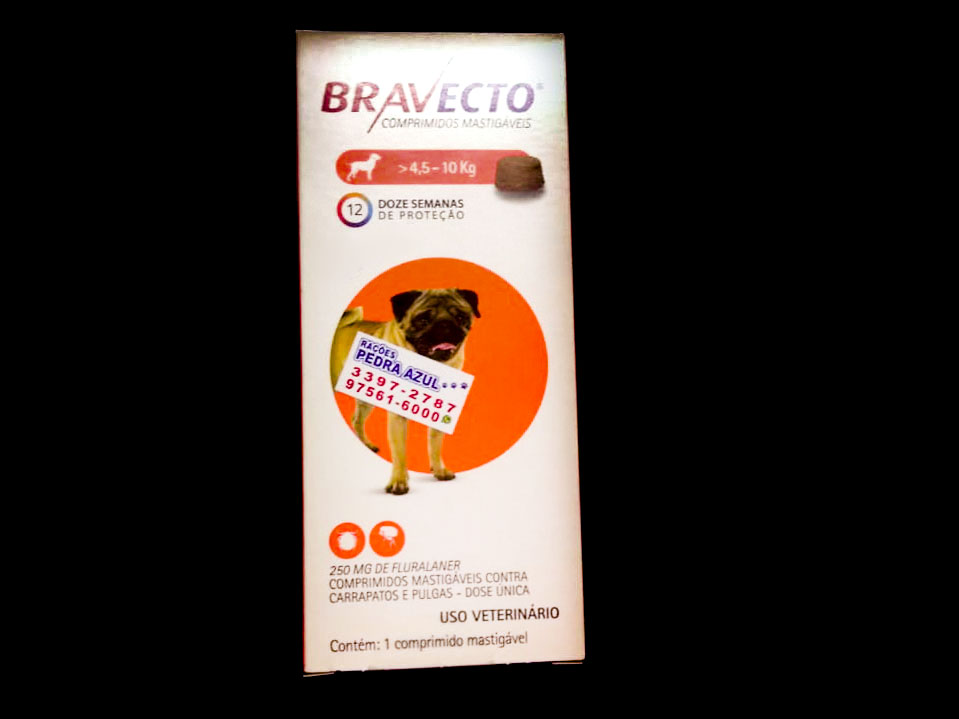 BRAVECTO®
COMPRIMIDOS MASTIGÁVEIS
>4,5-10 Kg
12
DOZE SEMANAS
DE PROTEÇÃO
RAÇÕES
PEDRA AZUL
3397-2787
97561-6000
250 MG DE FLURALANER
COMPRIMIDOS MASTIGÁVEIS CONTRA
CARRAPATOS E PULGAS - DOSE ÚNICA
USO VETERINÁRIO
Contém: 1 comprimido mastigável